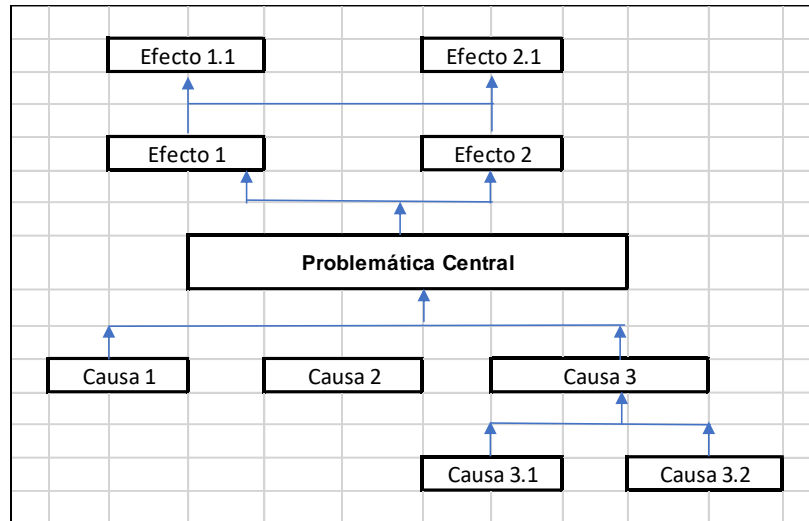 Efecto 1.1
Efecto 2.1
Efecto 1
Efecto 2
Problemática Central
Causa 1
Causa 2
Causa 3
Causa 3.1
Causa 3.2